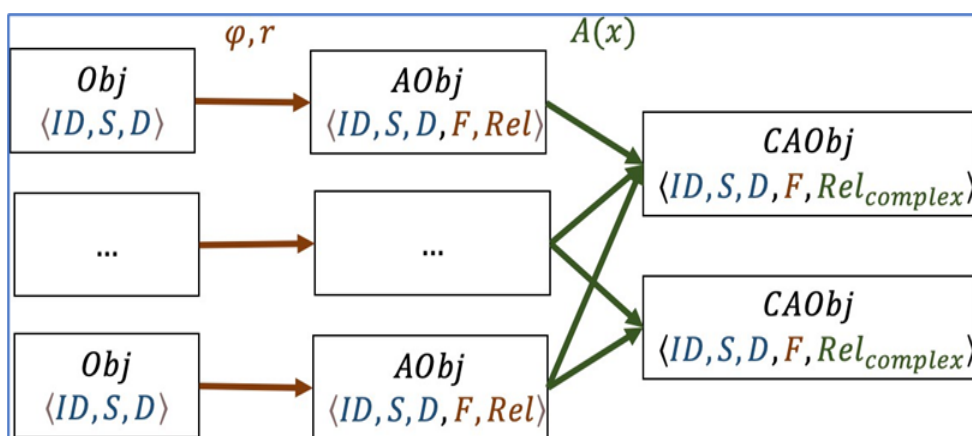 φ, r
A(x)
Obj
⟨ID, S, D⟩
AObj
⟨ID, S, D, F, Rel⟩
CAObj
⟨ID, S, D, F, Rel_complex⟩
...
...
CAObj
⟨ID, S, D, F, Rel_complex⟩
Obj
⟨ID, S, D⟩
AObj
⟨ID, S, D, F, Rel⟩